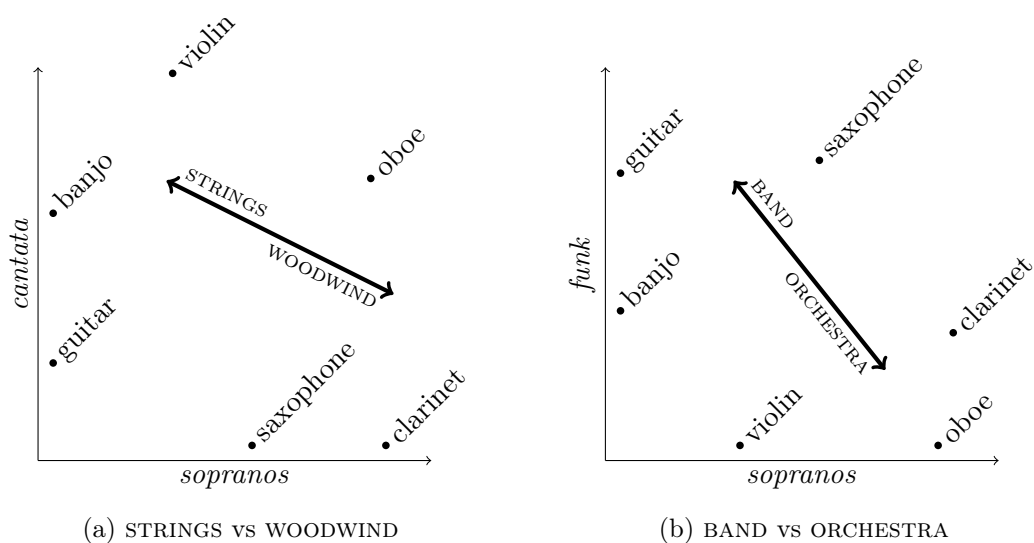 violin
oboe
banjo
STRINGS
WOODWIND
cantata
guitar
saxophone
clarinet
sopranos
(a) STRINGS vs WOODWIND
saxophone
guitar
BAND
funk
banjo
ORCHESTRA
clarinet
violin
oboe
sopranos
(b) BAND vs ORCHESTRA